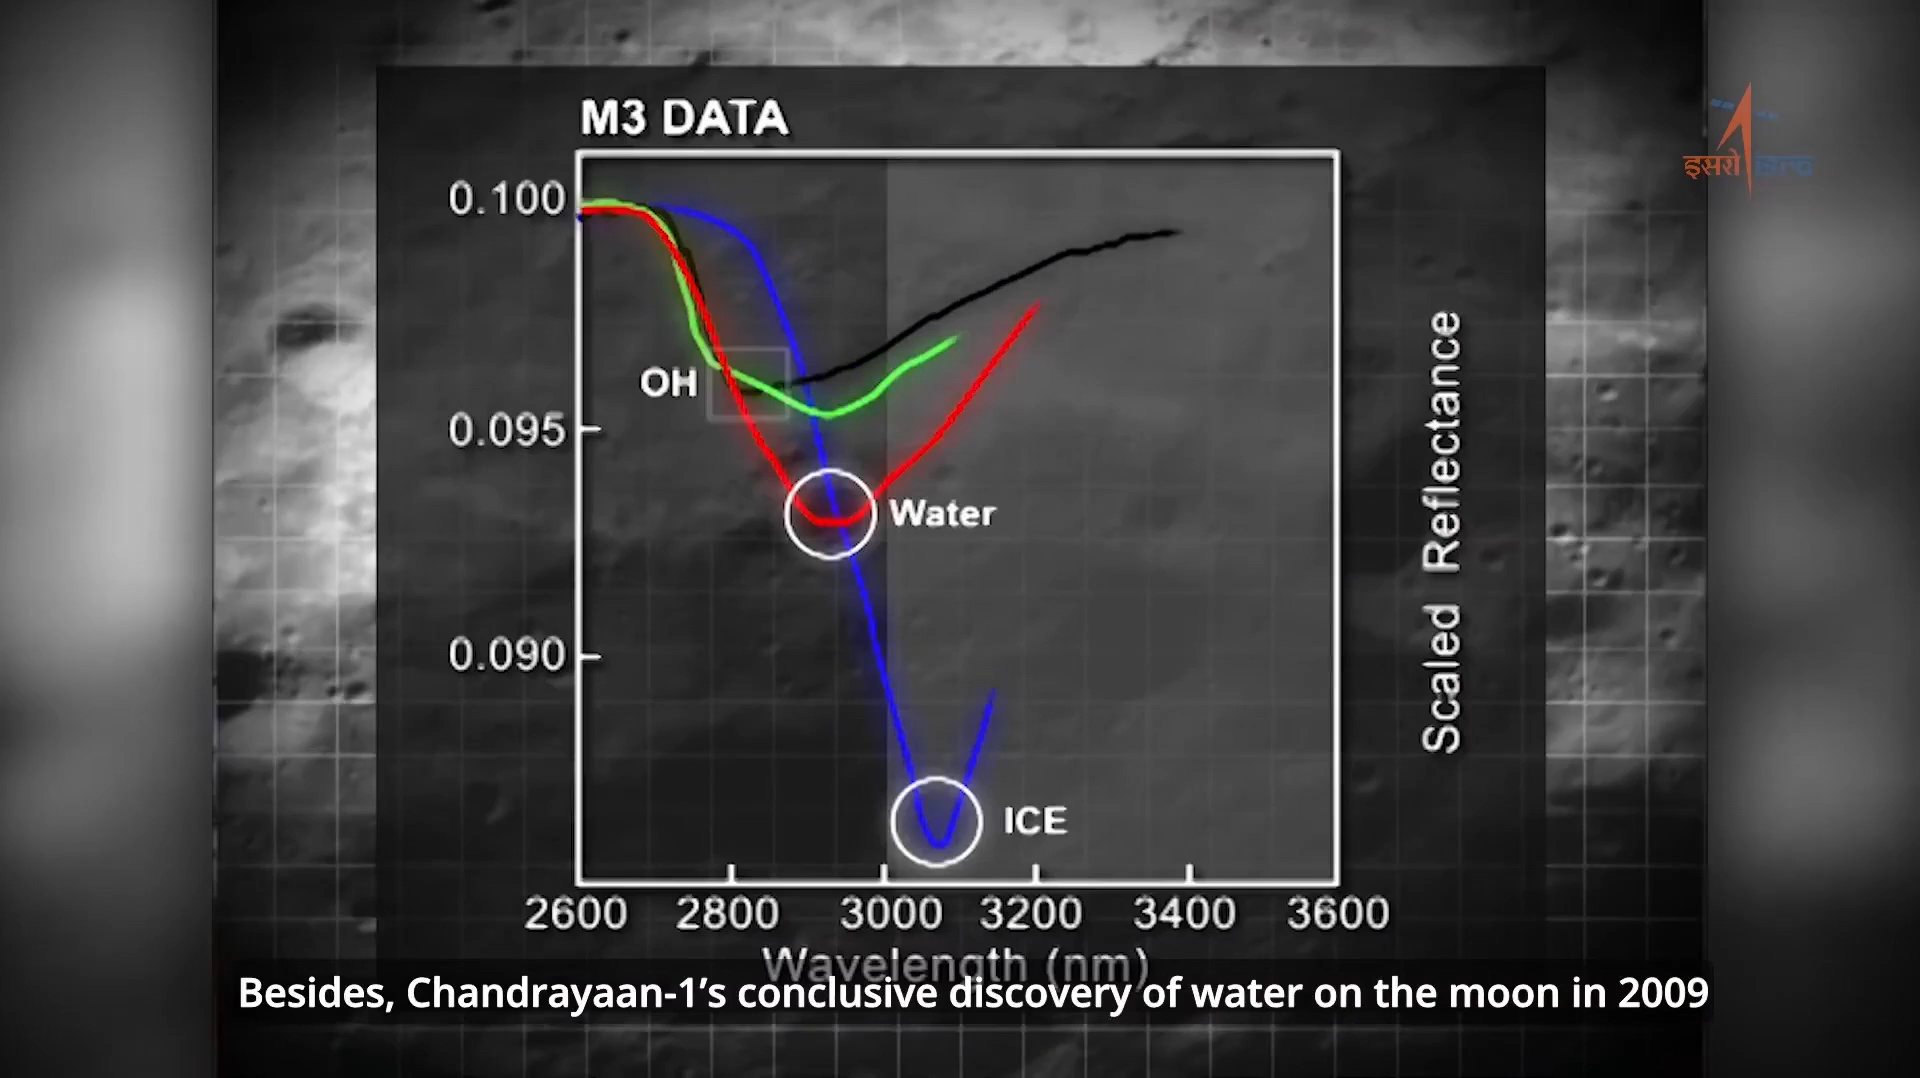 M3 DATA
इसरो isro
0.100
OH
0.095
Water
0.090
ICE
Scaled Reflectance
2600 2800 3000 3200 3400 3600
Wavelength (nm)
Besides, Chandrayaan-1’s conclusive discovery of water on the moon in 2009